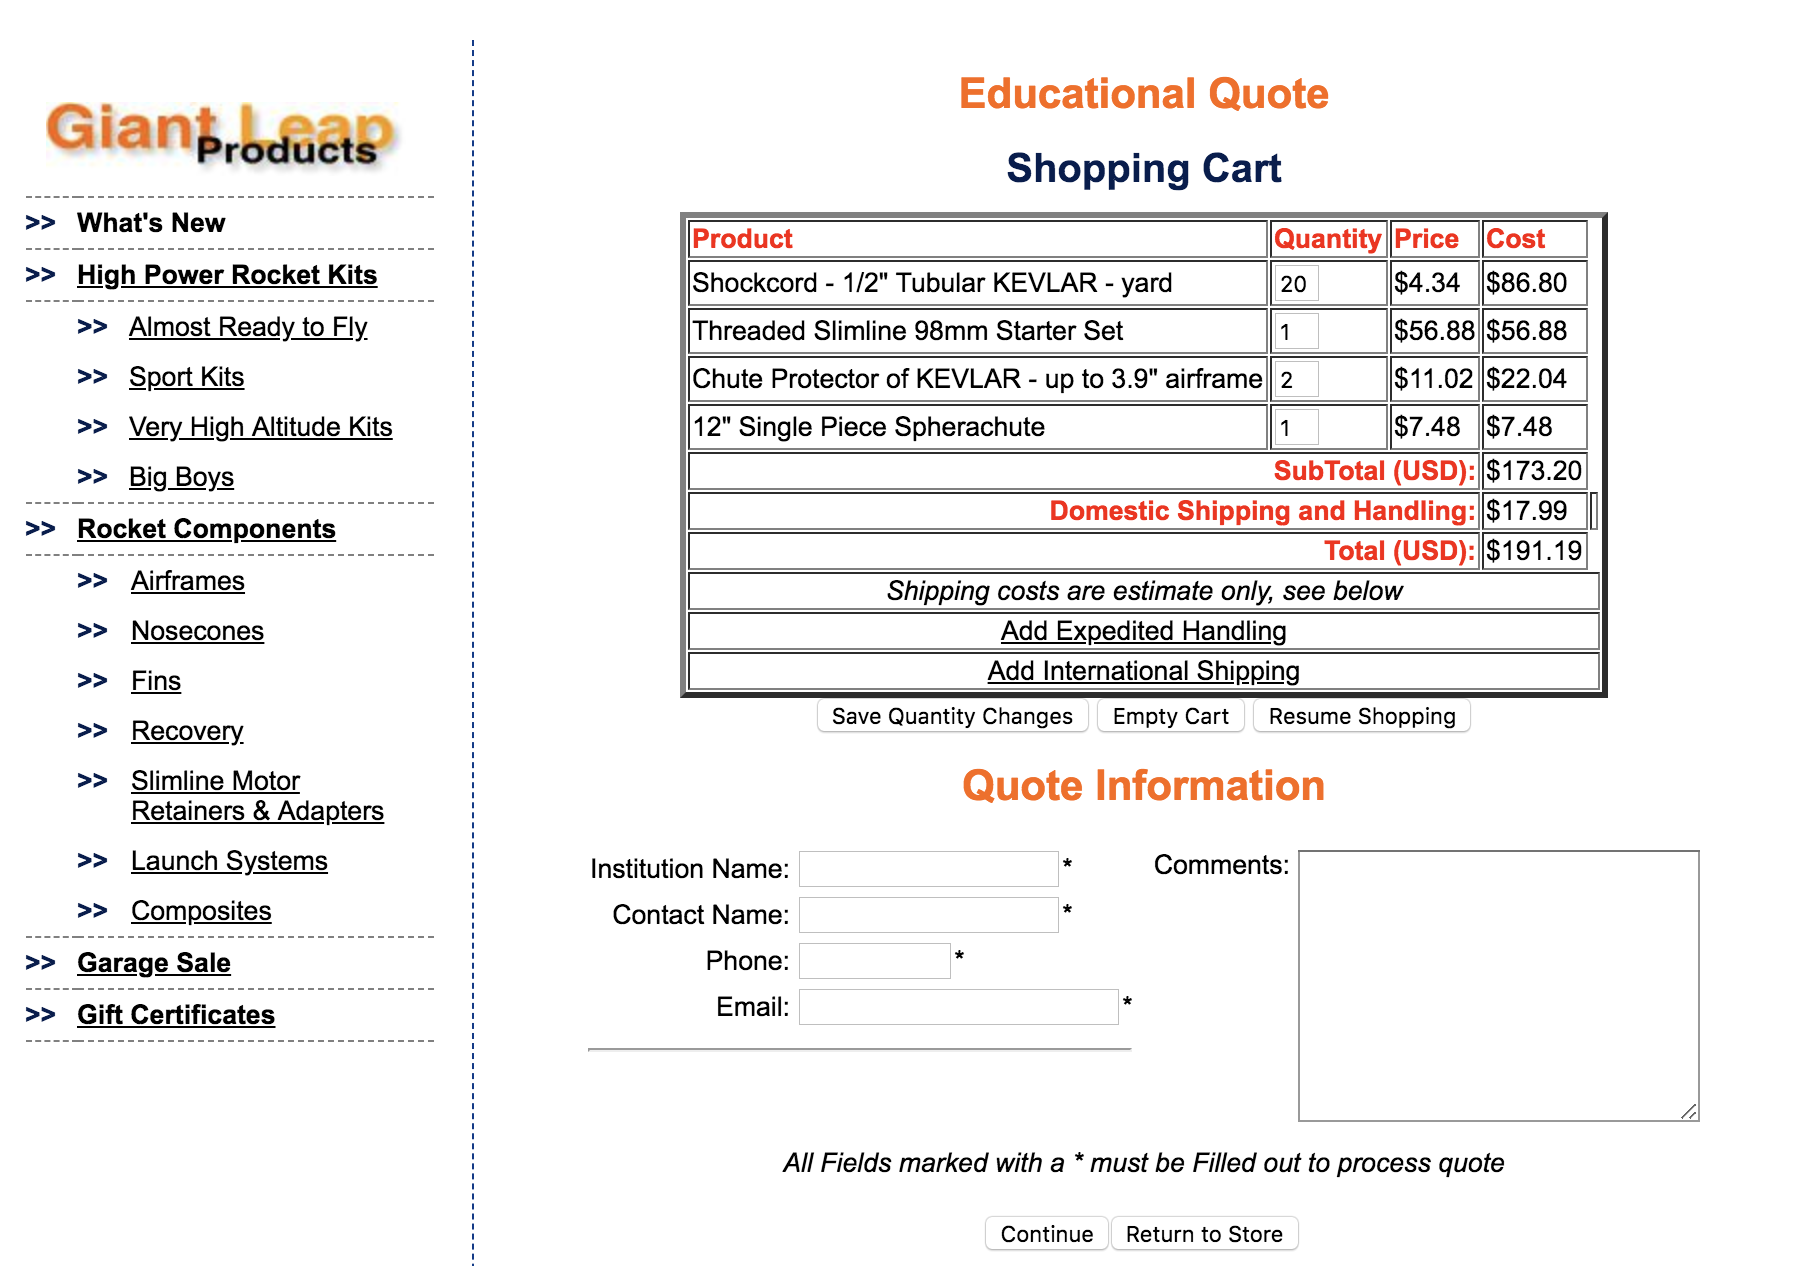 Giant Leap
Products
>> What's New
>> High Power Rocket Kits
>> Almost Ready to Fly
>> Sport Kits
>> Very High Altitude Kits
>> Big Boys
>> Rocket Components
>> Airframes
>> Nosecones
>> Fins
>> Recovery
>> Slimline Motor
Retainers & Adapters
>> Launch Systems
>> Composites
>> Garage Sale
>> Gift Certificates
Educational Quote
Shopping Cart
Product Quantity Price Cost
Shockcord - 1/2" Tubular KEVLAR - yard 20 $4.34 $86.80
Threaded Slimline 98mm Starter Set 1 $56.88 $56.88
Chute Protector of KEVLAR - up to 3.9" airframe 2 $11.02 $22.04
12" Single Piece Spherachute 1 $7.48 $7.48
SubTotal (USD): $173.20
Domestic Shipping and Handling: $17.99
Total (USD): $191.19
Shipping costs are estimate only, see below
Add Expedited Handling
Add International Shipping
Save Quantity Changes Empty Cart Resume Shopping
Quote Information
Institution Name: *
Contact Name: *
Phone: *
Email: *
Comments:
All Fields marked with a * must be Filled out to process quote
Continue Return to Store